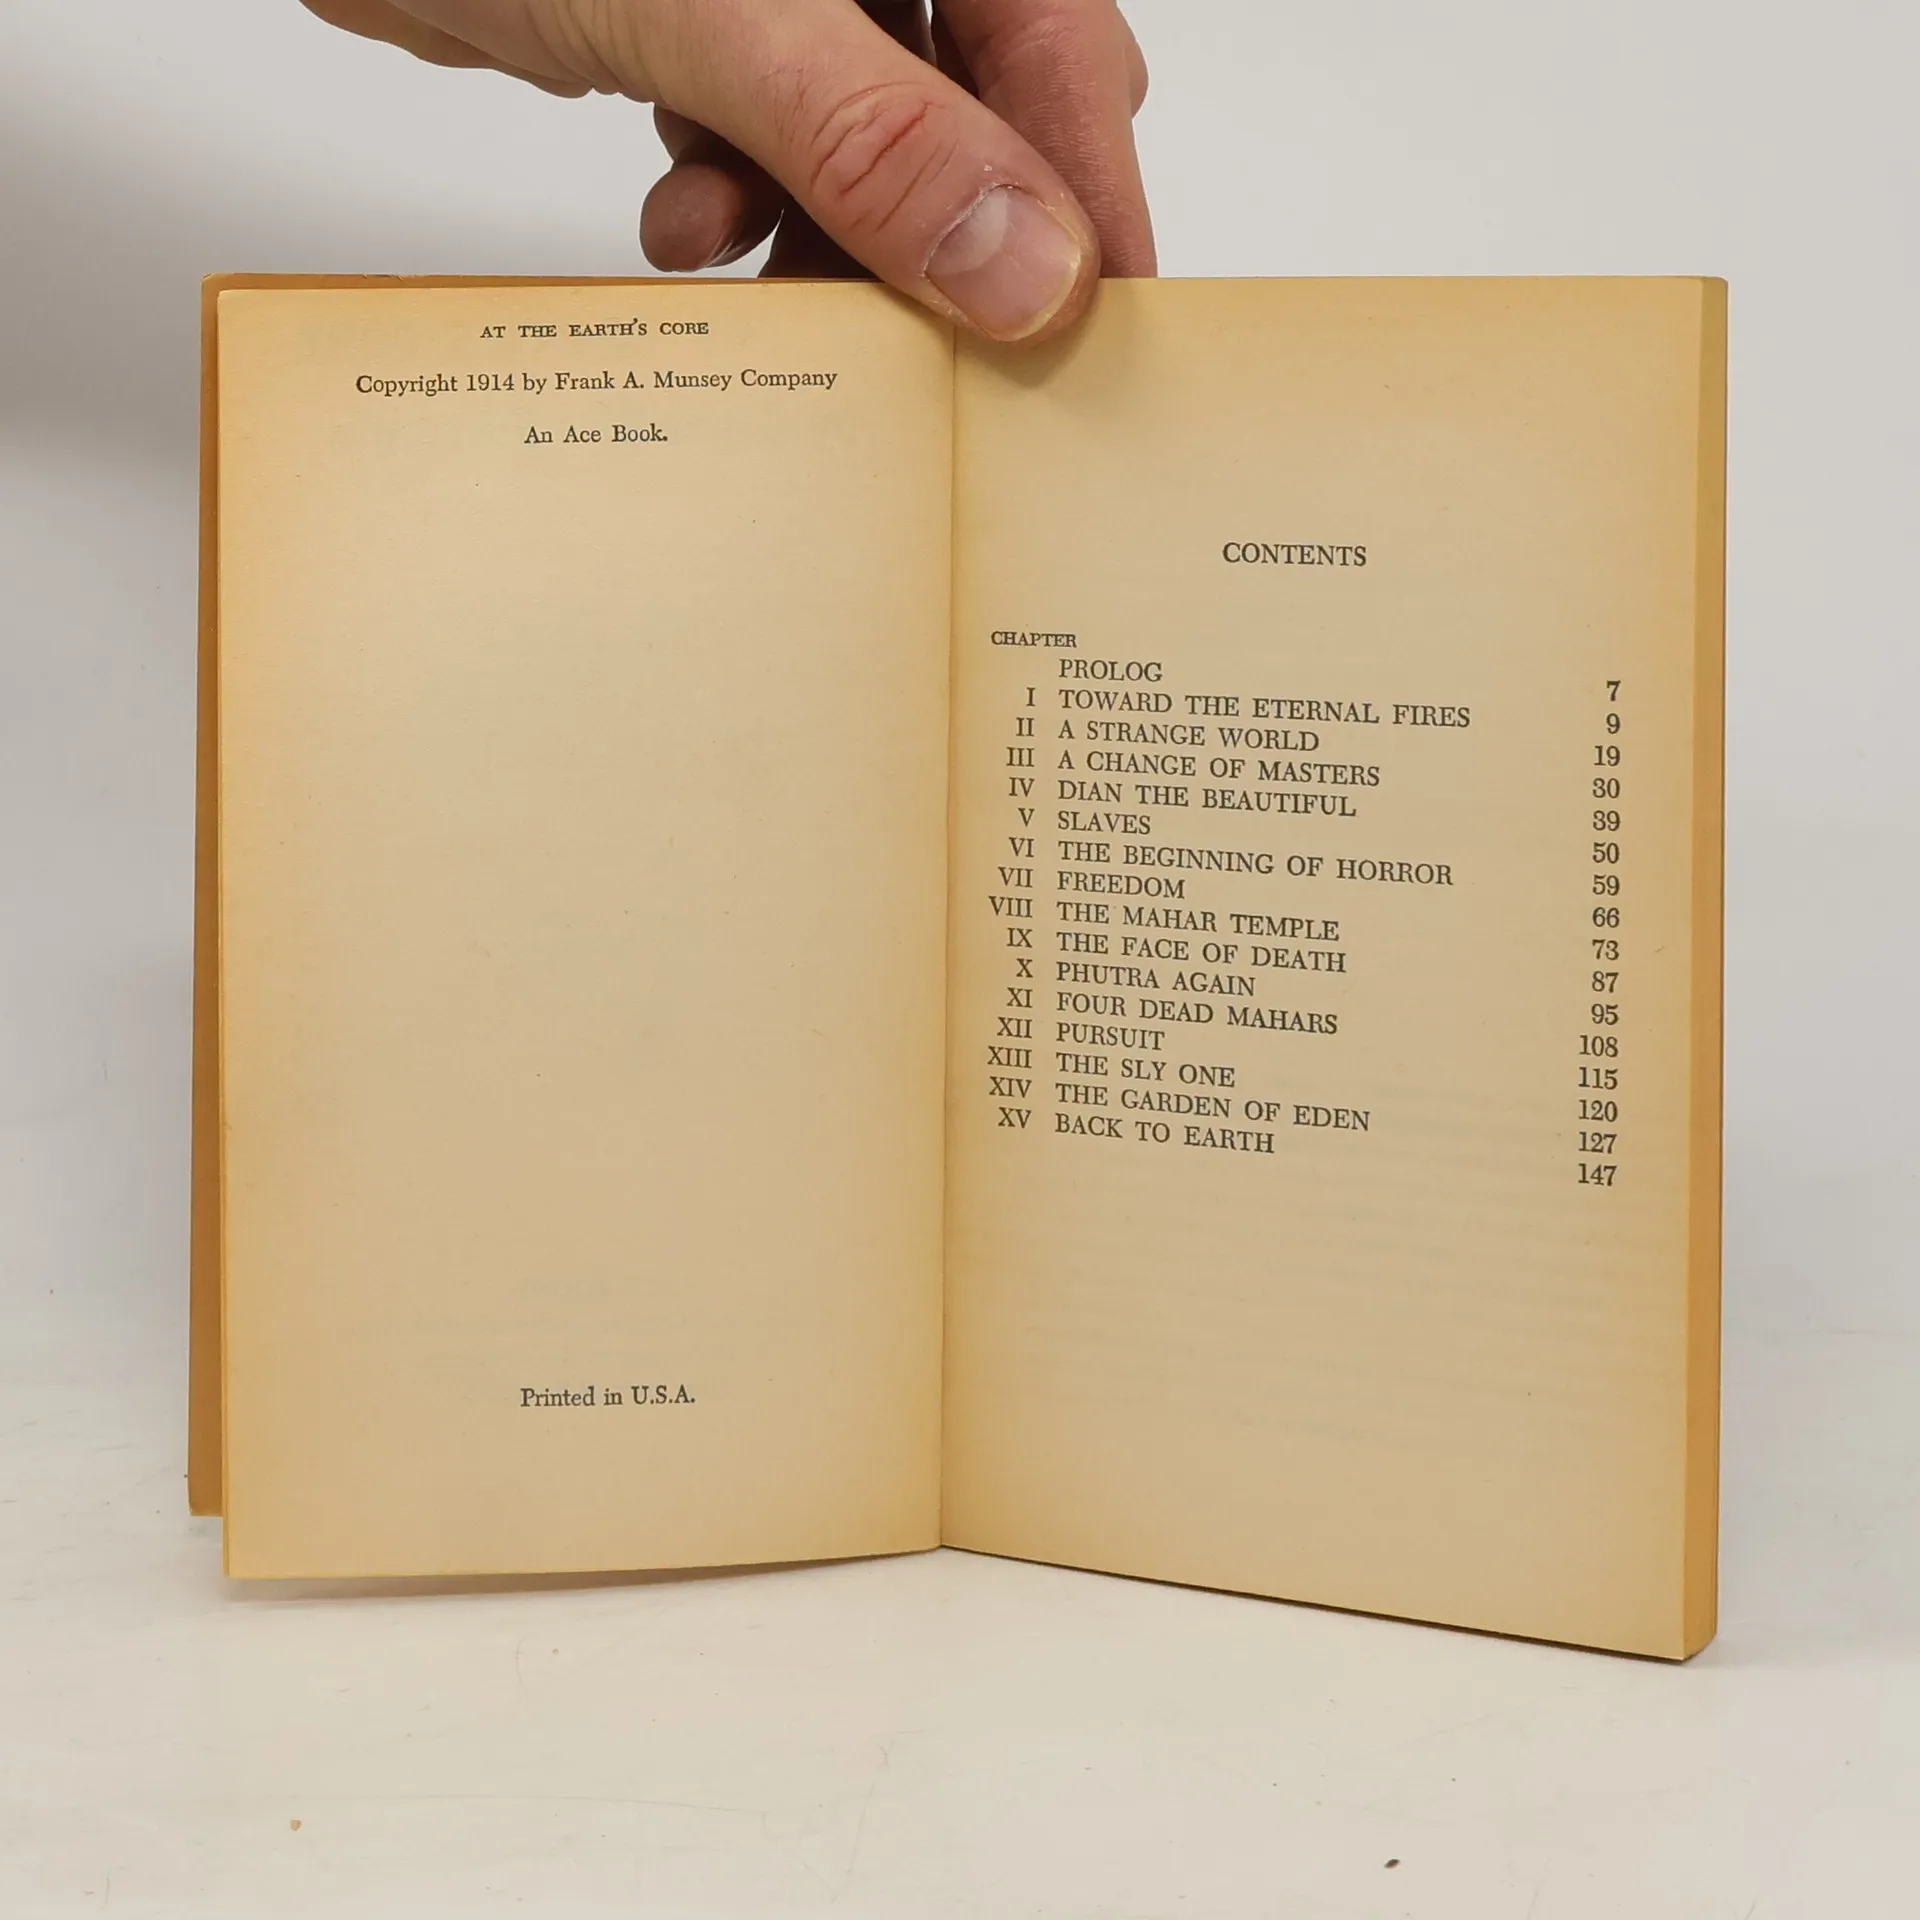 AT THE EARTH'S CORE
Copyright 1914 by Frank A. Munsey Company
An Ace Book.
Printed in U.S.A.
CONTENTS
CHAPTER
PROLOG 7
I TOWARD THE ETERNAL FIRES 9
II A STRANGE WORLD 19
III A CHANGE OF MASTERS 30
IV DIAN THE BEAUTIFUL 39
V SLAVES 50
VI THE BEGINNING OF HORROR 59
VII FREEDOM 66
VIII THE MAHAR TEMPLE 73
IX THE FACE OF DEATH 87
X PHUTRA AGAIN 95
XI FOUR DEAD MAHARS 108
XII PURSUIT 115
XIII THE SLY ONE 120
XIV THE GARDEN OF EDEN 127
XV BACK TO EARTH 147